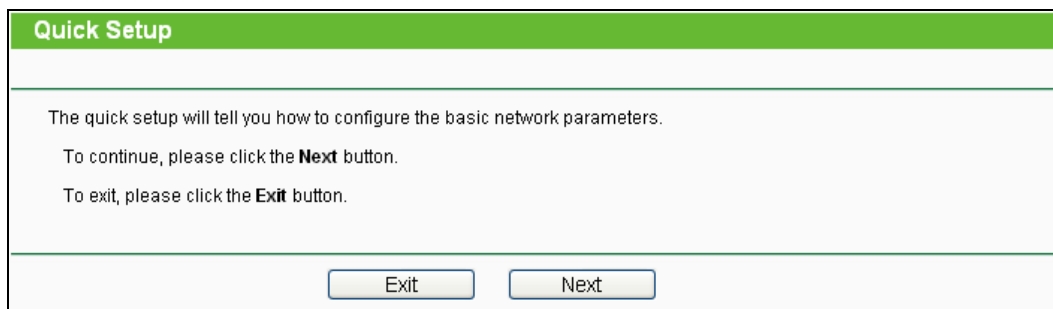 Quick Setup
The quick setup will tell you how to configure the basic network parameters.
To continue, please click the Next button.
To exit, please click the Exit button.
Exit Next